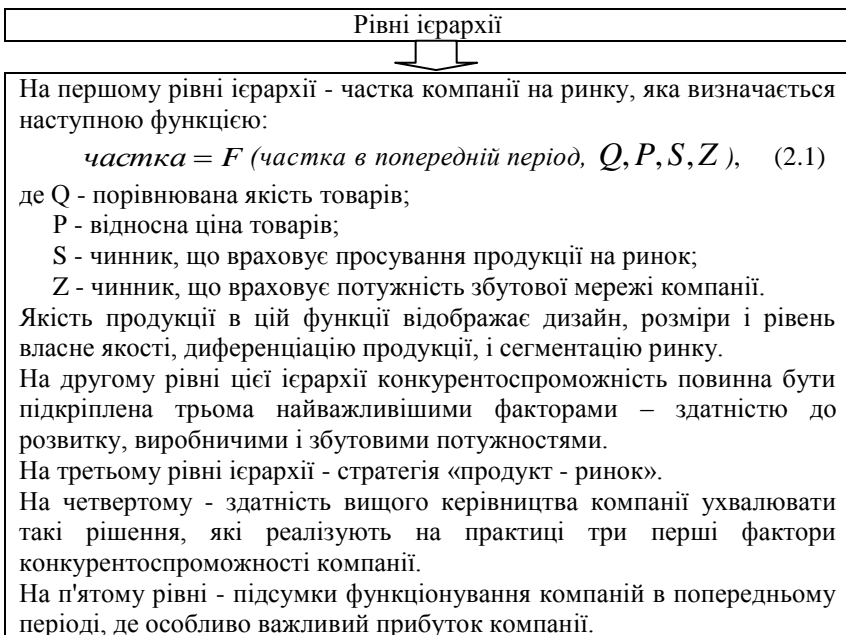 Рівні ієрархії
На першому рівні ієрархії - частка компанії на ринку, яка визначається
наступною функцією:
частка = F (частка в попередній період, Q, P, S, Z ), (2.1)
де Q - порівнювана якість товарів;
P - відносна ціна товарів;
S - чинник, що враховує просування продукції на ринок;
Z - чинник, що враховує потужність збутової мережі компанії.
Якість продукції в цій функції відображає дизайн, розміри і рівень
власне якості, диференціацію продукції, і сегментацію ринку.
На другому рівні цієї ієрархії конкурентоспроможність повинна бути
підкріплена трьома найважливішими факторами – здатністю до
розвитку, виробничими і збутовими потужностями.
На третьому рівні ієрархії - стратегія «продукт - ринок».
На четвертому - здатність вищого керівництва компанії ухвалювати
такі рішення, які реалізують на практиці три перші фактори
конкурентоспроможності компанії.
На п'ятому рівні - підсумки функціонування компаній в попередньому
періоді, де особливо важливий прибуток компанії.